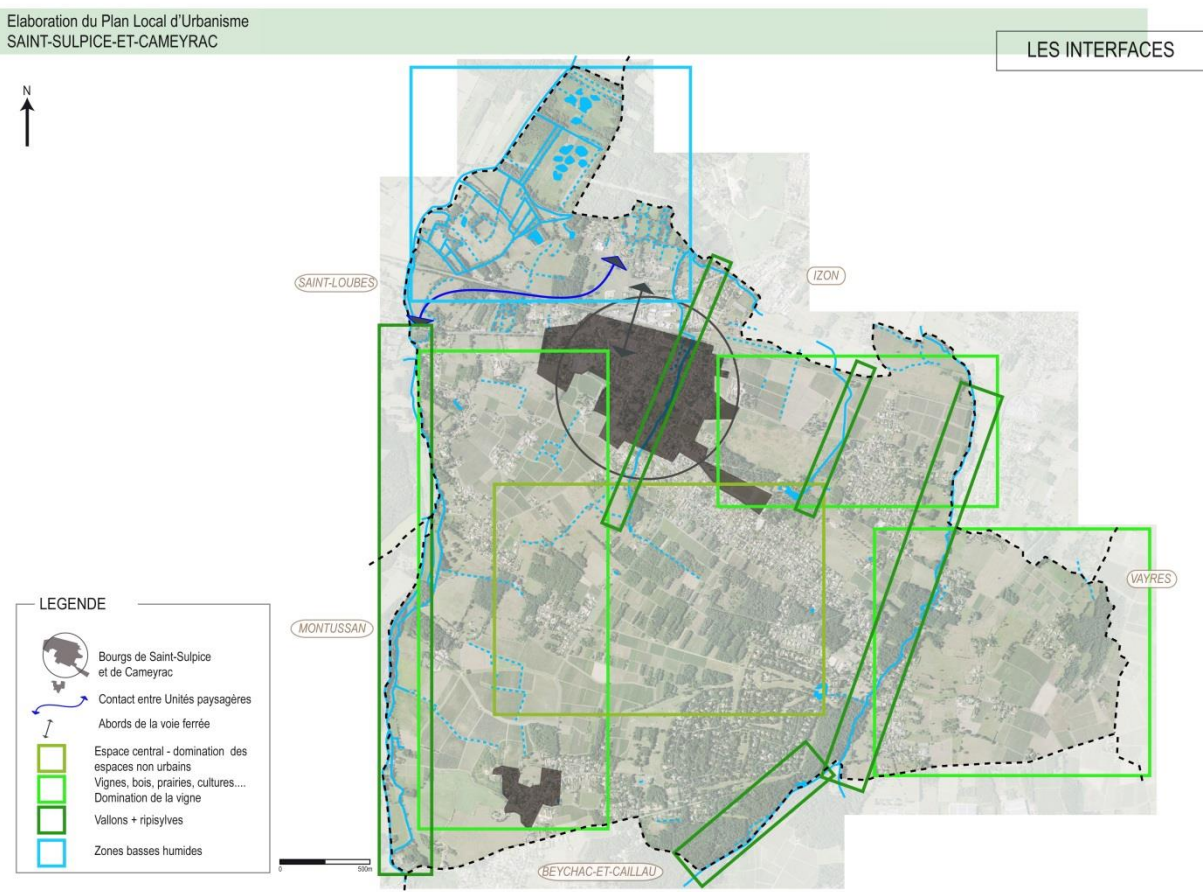 Elaboration du Plan Local d'Urbanisme
SAINT-SULPICE-ET-CAMEYRAC
LES INTERFACES
N
SAINT-LOUBES
IZON
VAYRES
MONTUSSAN
BEYCHAC-ET-CAILLAU
LEGENDE
Bourgs de Saint-Sulpice
et de Cameyrac
Contact entre Unités paysagères
Abords de la voie ferrée
Espace central - domination des
espaces non urbains
Vignes, bois, prairies, cultures....
Domination de la vigne
Vallons + ripisylves
Zones basses humides
0 500m